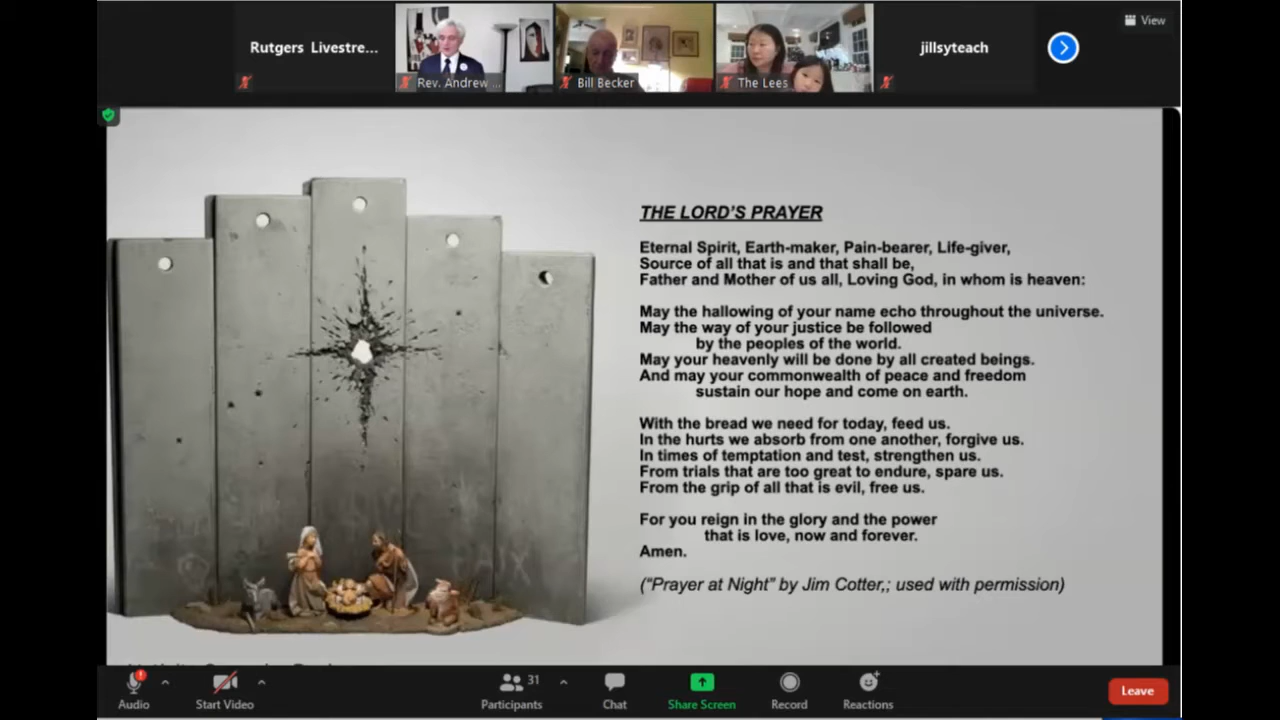 Rutgers Livestre...
Rev. Andrew ...
Bill Becker
The Lees
jillsyteach
View
THE LORD'S PRAYER
Eternal Spirit, Earth-maker, Pain-bearer, Life-giver,
Source of all that is and that shall be,
Father and Mother of us all, Loving God, in whom is heaven:
May the hallowing of your name echo throughout the universe.
May the way of your justice be followed
by the peoples of the world.
May your heavenly will be done by all created beings.
And may your commonwealth of peace and freedom
sustain our hope and come on earth.
With the bread we need for today, feed us.
In the hurts we absorb from one another, forgive us.
In times of temptation and test, strengthen us.
From trials that are too great to endure, spare us.
From the grip of all that is evil, free us.
For you reign in the glory and the power
that is love, now and forever.
Amen.
("Prayer at Night" by Jim Cotter,; used with permission)
Audio
Start Video
Participants
31
Chat
Share Screen
Record
Reactions
Leave